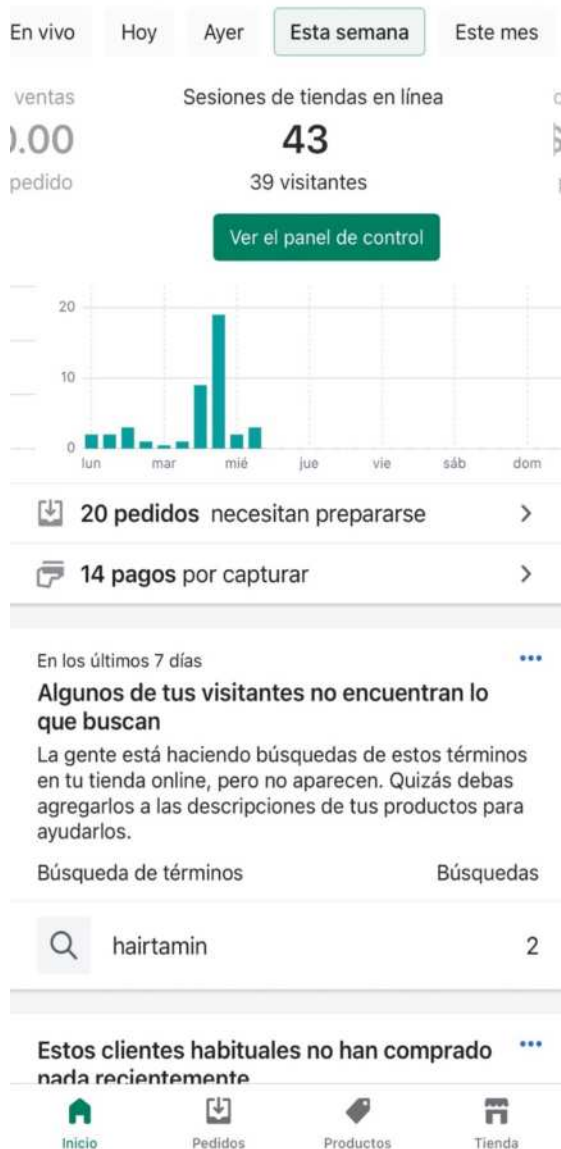 En vivo Hoy Ayer Esta semana Este mes
ventas Sesiones de tiendas en línea
0.00 43
pedido 39 visitantes
Ver el panel de control
20
10
0
lun mar mié jue vie sáb dom
20 pedidos necesitan prepararse
14 pagos por capturar
En los últimos 7 días
Algunos de tus visitantes no encuentran lo
que buscan
La gente está haciendo búsquedas de estos términos
en tu tienda online, pero no aparecen. Quizás debas
agregarlos a las descripciones de tus productos para
ayudarlos.
Búsqueda de términos Búsquedas
hairtamin 2
Estos clientes habituales no han comprado
nada recientemente
Inicio Pedidos Productos Tienda